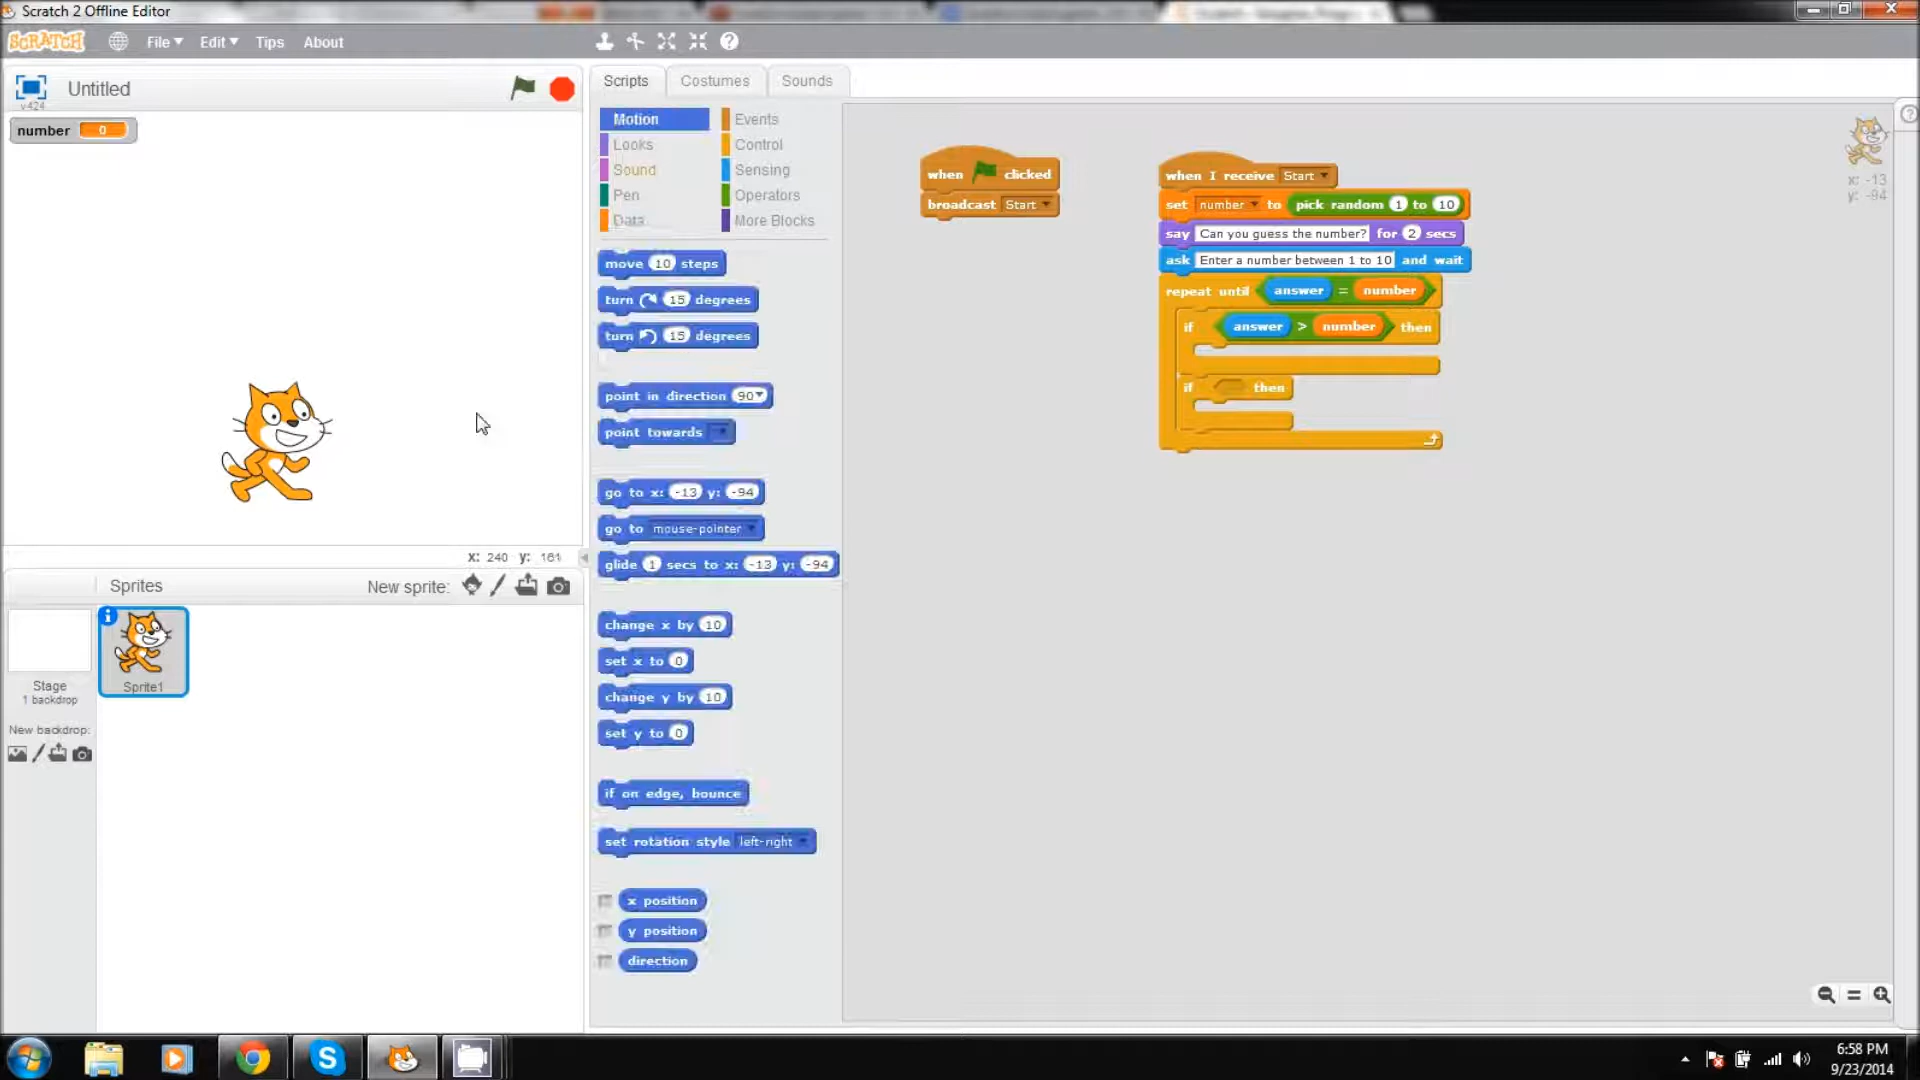 Scratch 2 Offline Editor
SCRATCH File Edit Tips About
v424 Untitled
number 0
x: 240 y: 161
Sprites New sprite:
Sprite1
Stage
1 backdrop
New backdrop:
Scripts Costumes Sounds
Motion Events
Looks Control
Sound Sensing
Pen Operators
Data More Blocks
move 10 steps
turn 15 degrees
turn 15 degrees
point in direction 90
point towards
go to x: -13 y: -94
go to mouse-pointer
glide 1 secs to x: -13 y: -94
change x by 10
set x to 0
change y by 10
set y to 0
if on edge, bounce
set rotation style left-right
x position
y position
direction
when clicked
broadcast Start
when I receive Start
set number to pick random 1 to 10
say Can you guess the number? for 2 secs
ask Enter a number between 1 to 10 and wait
repeat until answer = number
if answer > number then
if then
x: -13
y: -94
6:58 PM
9/23/2014